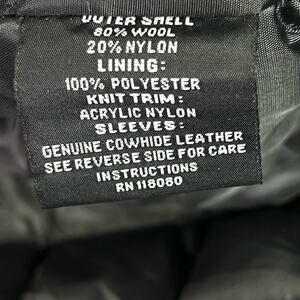 OUTER SHELL
80% WOOL
20% NYLON
LINING:
100% POLYESTER
KNIT TRIM:
ACRYLIC NYLON
SLEEVES:
GENUINE COWHIDE LEATHER
SEE REVERSE SIDE FOR CARE
INSTRUCTIONS
RN 118080